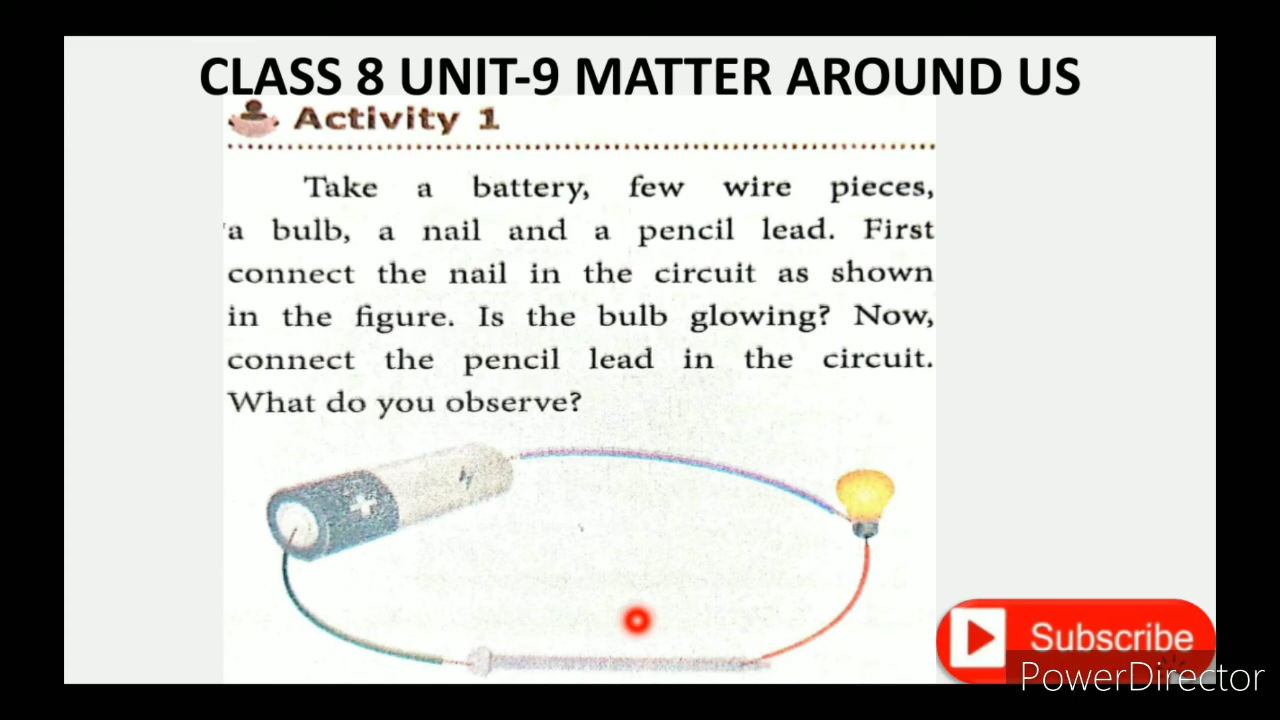 CLASS 8 UNIT-9 MATTER AROUND US
Activity 1
Take a battery, few wire pieces,
a bulb, a nail and a pencil lead. First
connect the nail in the circuit as shown
in the figure. Is the bulb glowing? Now,
connect the pencil lead in the circuit.
What do you observe?
+
Subscribe
PowerDirector